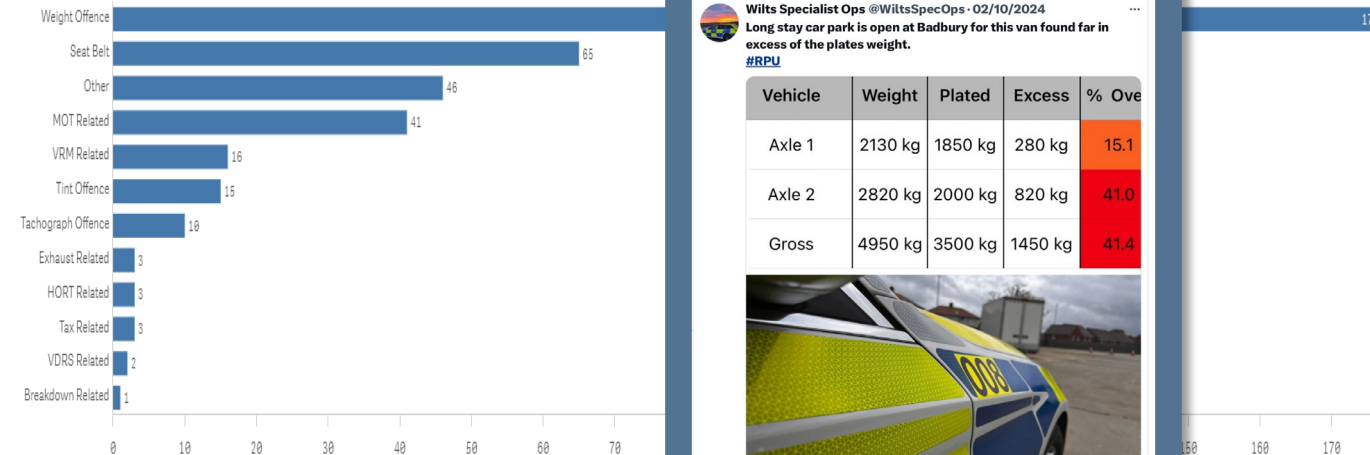 Weight Offence
Seat Belt 65
Other 46
MOT Related 41
VRM Related 16
Tint Offence 15
Tachograph Offence 10
Exhaust Related 3
HORT Related 3
Tax Related 3
VDRS Related 2
Breakdown Related 1
0 10 20 30 40 50 60 70
Wilts Specialist Ops @WiltsSpecOps · 02/10/2024 ...
Long stay car park is open at Badbury for this van found far in
excess of the plates weight.
#RPU
Vehicle Weight Plated Excess % Ove
Axle 1 2130 kg 1850 kg 280 kg 15.1
Axle 2 2820 kg 2000 kg 820 kg 41.0
Gross 4950 kg 3500 kg 1450 kg 41.4
008
150 160 170